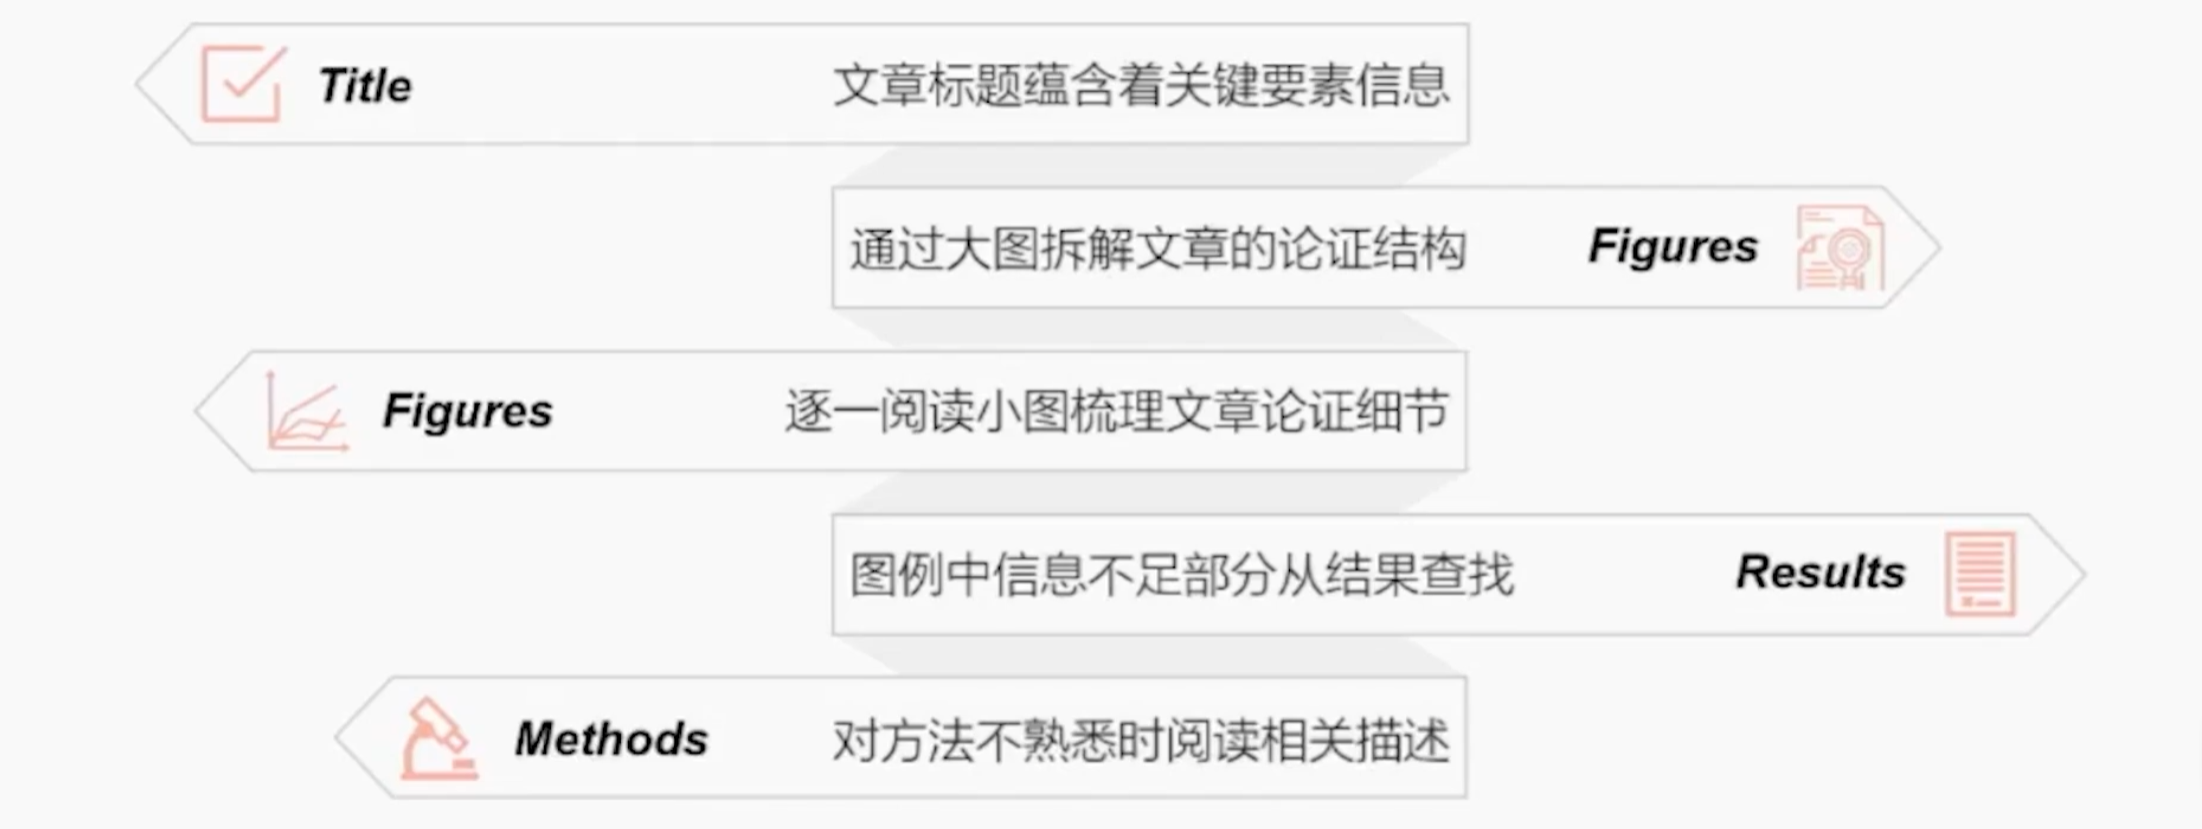 Title 文章标题蕴含着关键要素信息
通过大图拆解文章的论证结构 Figures
Figures 逐一阅读小图梳理文章论证细节
图例中信息不足部分从结果查找 Results
Methods 对方法不熟悉时阅读相关描述